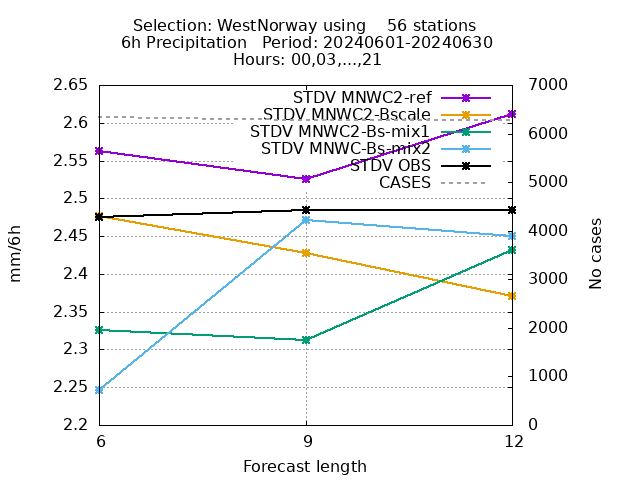 Selection: WestNorway using    56 stations
6h Precipitation   Period: 20240601-20240630
Hours: 00,03,...,21
STDV MNWC2-ref
STDV MNWC2-Bscale
STDV MNWC2-Bs-mix1
STDV MNWC-Bs-mix2
STDV OBS
CASES
2.65
2.6
2.55
2.5
2.45
2.4
2.35
2.3
2.25
2.2
mm/6h
7000
6000
5000
4000
3000
2000
1000
0
No cases
6
9
12
Forecast length